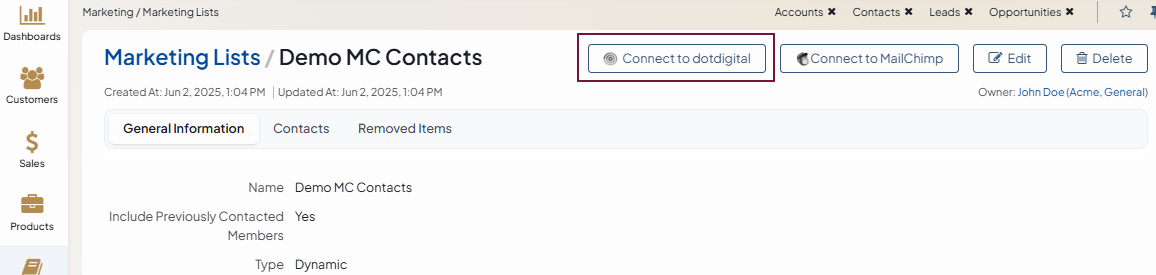 Marketing / Marketing Lists
Accounts ✖ Contacts ✖ Leads ✖ Opportunities ✖
Dashboards
Customers
Sales
Products
Marketing Lists / Demo MC Contacts
Connect to dotdigital
Connect to MailChimp
Edit
Delete
Created At: Jun 2, 2025, 1:04 PM | Updated At: Jun 2, 2025, 1:04 PM
Owner: John Doe (Acme, General)
General Information Contacts Removed Items
Name Demo MC Contacts
Include Previously Contacted Yes
Members
Type Dynamic